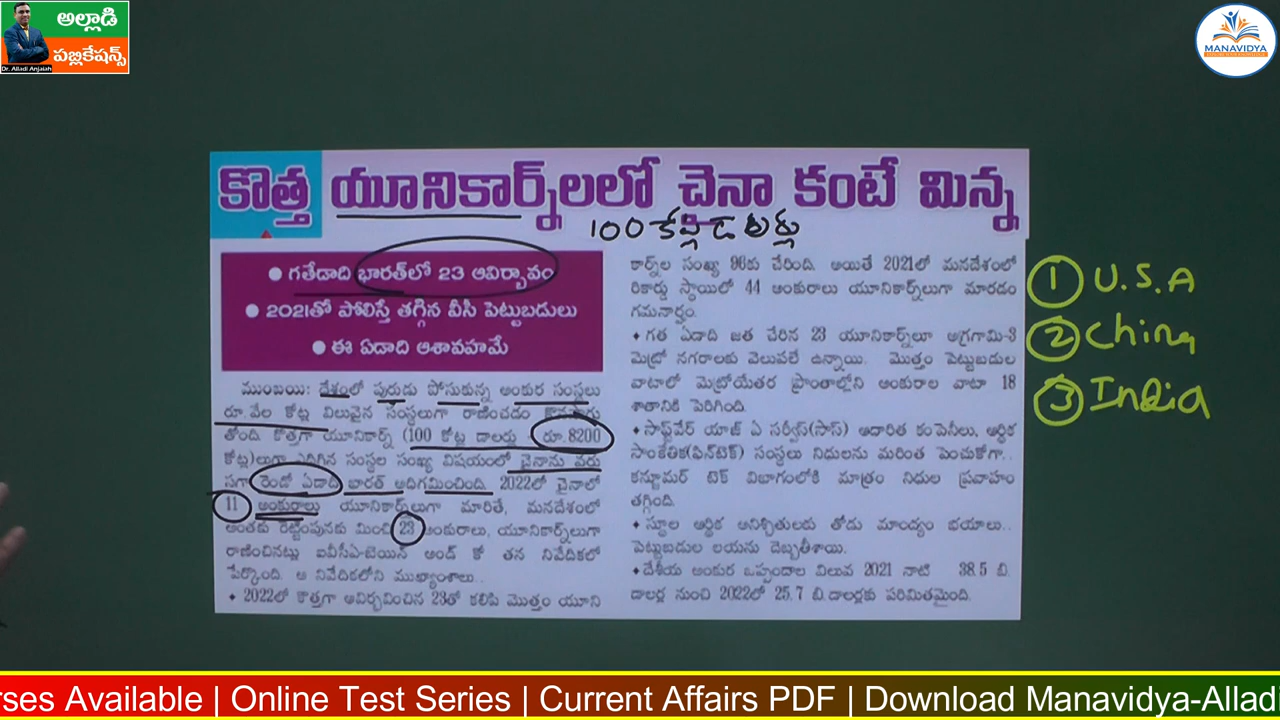 అల్లాడి
పబ్లికేషన్స్
Dr. Alladi Anjaiah
MANAVIDYA
కొత్త యూనికార్న్‌లలో చైనా కంటే మిన్న
100 కోట్ల డాలర్లు
● గతేడాది భారత్‌లో 23 ఆవిర్భావం
● 2021తో పోలిస్తే తగ్గిన వీసీ పెట్టుబడులు
● ఈ ఏడాది ఆశావహమే
ముంబయి: దేశంలో పురుడు పోసుకున్న అంకుర సంస్థలు
రూ.వేల కోట్ల విలువైన సంస్థలుగా రాణించడం కొనసాగు
తోంది. కొత్తగా యూనికార్న్ (100 కోట్ల డాలర్లు - రూ.8200
కోట్ల)లుగా ఎదిగిన సంస్థల సంఖ్య విషయంలో చైనాను వరు
సగా రెండో ఏడాది భారత్ అధిగమించింది. 2022లో చైనాలో
11 అంకురాలు యూనికార్న్‌లుగా మారితే, మనదేశంలో
అంతకు రెట్టింపునకు మించి 23 అంకురాలు, యూనికార్న్‌లుగా
రాణించినట్లు ఐవీసీఏ-బెయిన్ అండ్ కో తన నివేదికలో
పేర్కొంది. ఆ నివేదికలోని ముఖ్యాంశాలు..
♦ 2022లో కొత్తగా ఆవిర్భవించిన 23తో కలిపి మొత్తం యూని
కార్న్‌ల సంఖ్య 96కు చేరింది. అయితే 2021లో మనదేశంలో
రికార్డు స్థాయిలో 44 అంకురాలు యూనికార్న్‌లుగా మారడం
గమనార్హం.
♦ గత ఏడాది జత చేరిన 23 యూనికార్న్‌లూ అగ్రగామి-3
మెట్రో నగరాలకు వెలుపలే ఉన్నాయి. మొత్తం పెట్టుబడుల
వాటాలో మెట్రోయేతర ప్రాంతాల్లోని అంకురాల వాటా 18
శాతానికి పెరిగింది.
♦ సాఫ్ట్‌వేర్ యాజ్ ఏ సర్వీస్(సాస్) ఆధారిత కంపెనీలు, ఆర్థిక
సాంకేతిక(ఫిన్‌టెక్) సంస్థలు నిధులను మరింత పెంచుకోగా..
కన్జూమర్ టెక్ విభాగంలోకి మాత్రం నిధుల ప్రవాహం
తగ్గింది.
♦ స్థూల ఆర్థిక అనిశ్చితులకు తోడు మాంద్యం భయాలు..
పెట్టుబడుల లయను దెబ్బతీశాయి.
♦ దేశీయ అంకుర ఒప్పందాల విలువ 2021 నాటి 38.5 బి.
డాలర్ల నుంచి 2022లో 25.7 బి.డాలర్లకు పరిమితమైంది.
① U.S.A
② China
③ India
rses Available | Online Test Series | Current Affairs PDF | Download Manavidya-Alladi